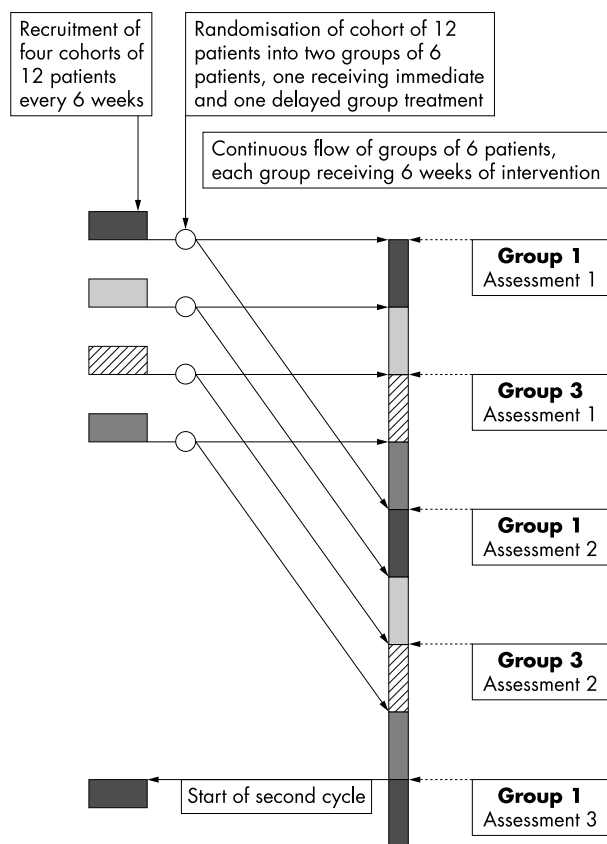 Recruitment of
four cohorts of
12 patients
every 6 weeks
Randomisation of cohort of 12
patients into two groups of 6
patients, one receiving immediate
and one delayed group treatment
Continuous flow of groups of 6 patients,
each group receiving 6 weeks of intervention
Group 1
Assessment 1
Group 3
Assessment 1
Group 1
Assessment 2
Group 3
Assessment 2
Start of second cycle
Group 1
Assessment 3